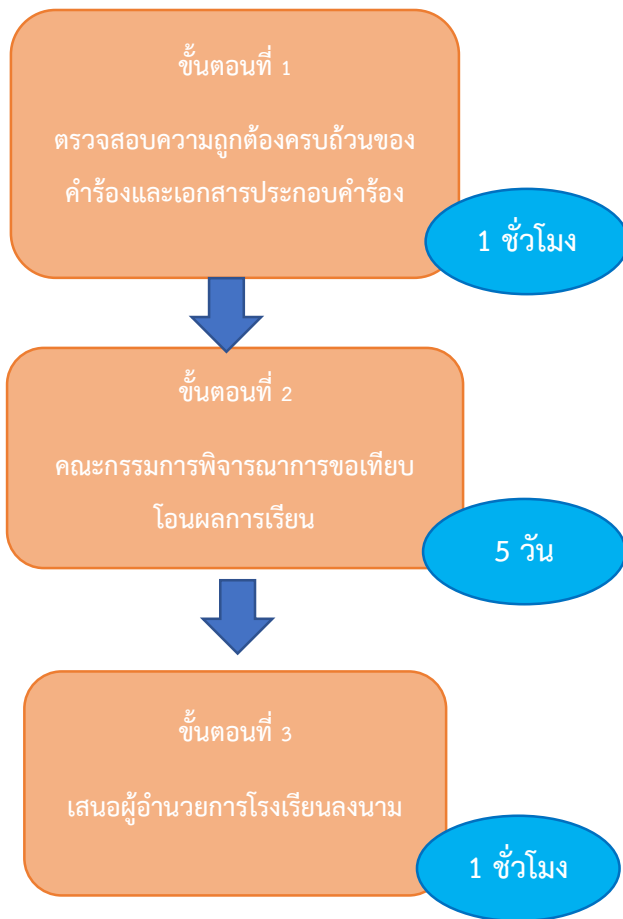 ขั้นตอนที่ 1
ตรวจสอบความถูกต้องครบถ้วนของ
คำร้องและเอกสารประกอบคำร้อง
1 ชั่วโมง
ขั้นตอนที่ 2
คณะกรรมการพิจารณาการขอเทียบ
โอนผลการเรียน
5 วัน
ขั้นตอนที่ 3
เสนอผู้อำนวยการโรงเรียนลงนาม
1 ชั่วโมง